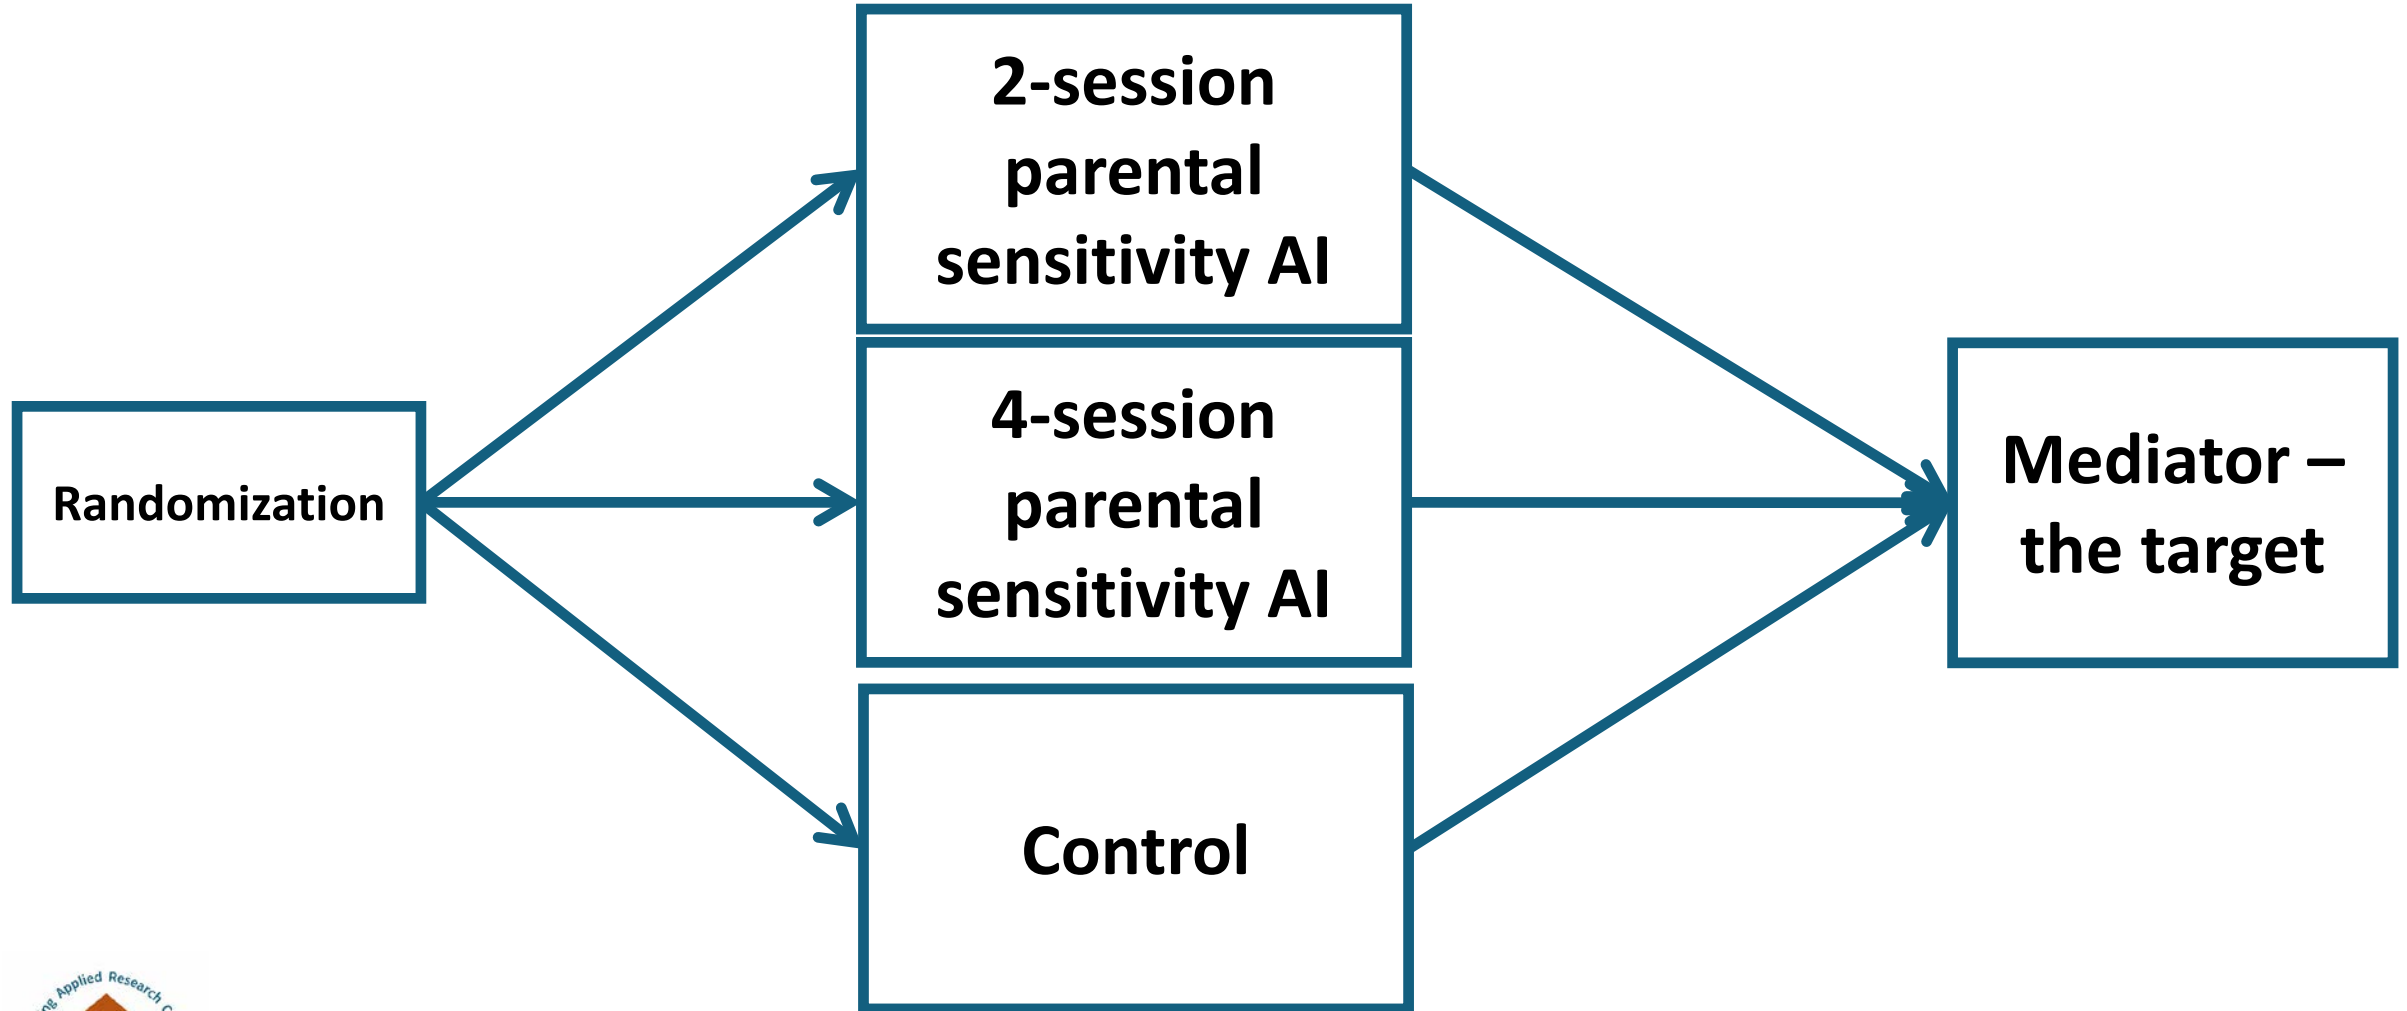 2-session
parental
sensitivity AI
Randomization
4-session
parental
sensitivity AI
Mediator –
the target
Control
Applied Research